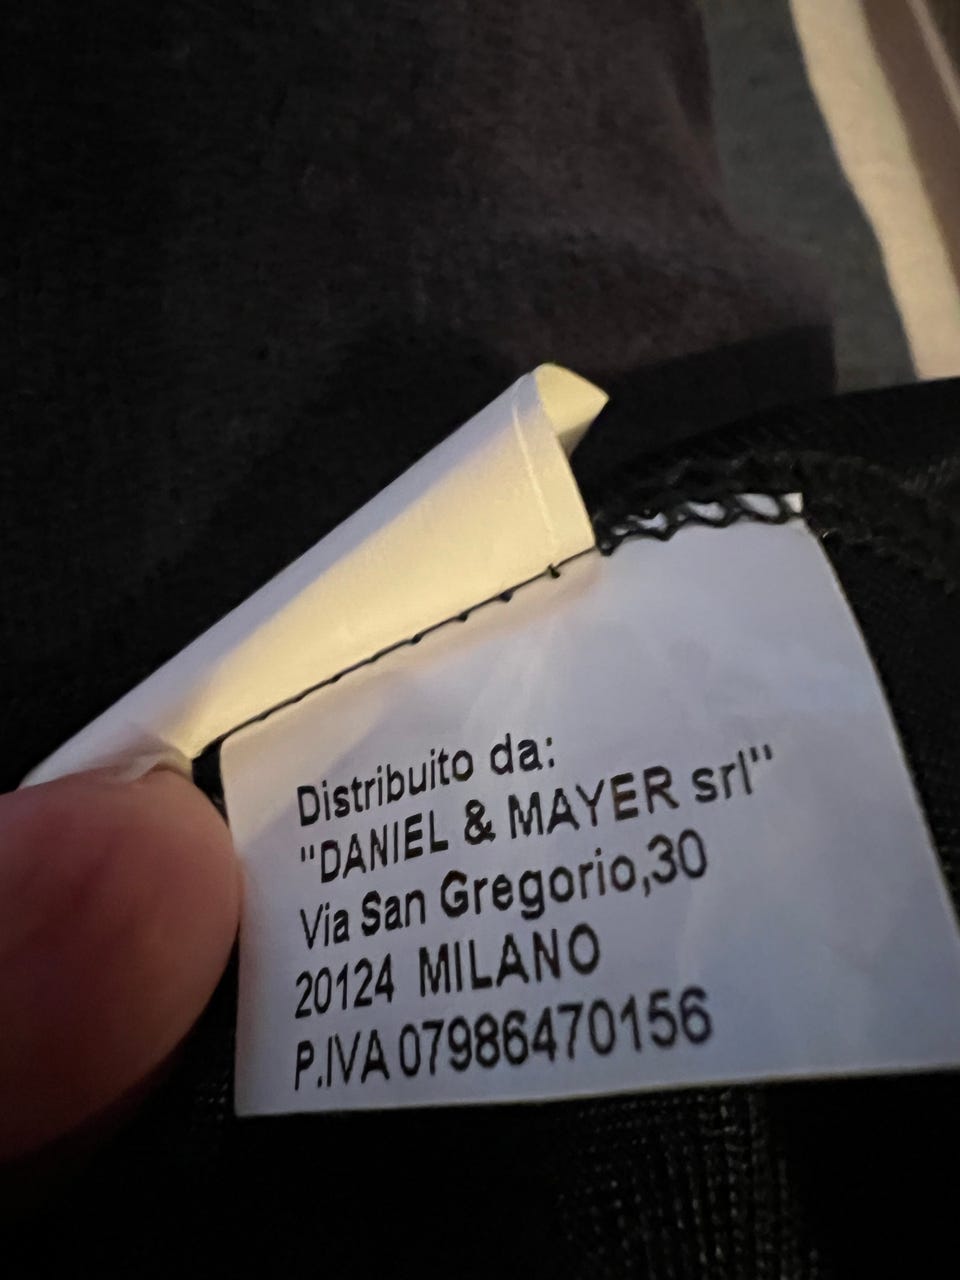 Distribuito da:
"DANIEL & MAYER srl"
Via San Gregorio,30
20124 MILANO
P.IVA 07986470156